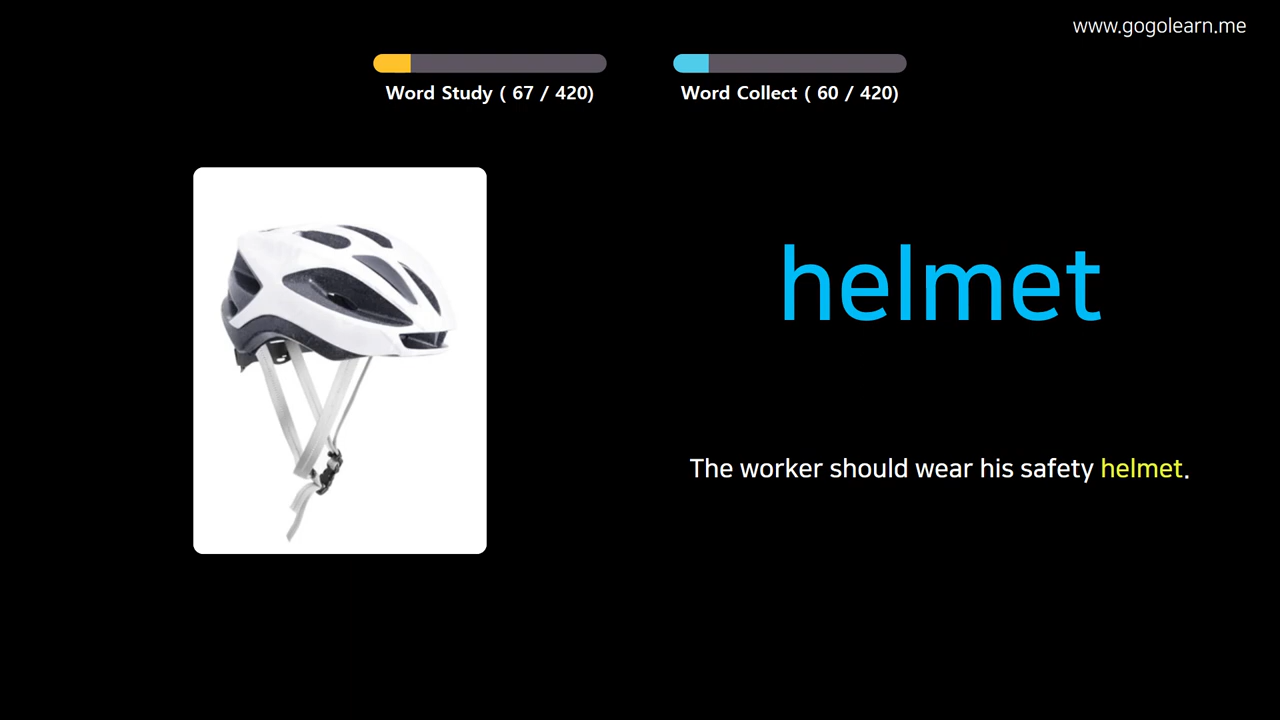 www.gogolearn.me
Word Study ( 67 / 420)
Word Collect ( 60 / 420)
helmet
The worker should wear his safety helmet.